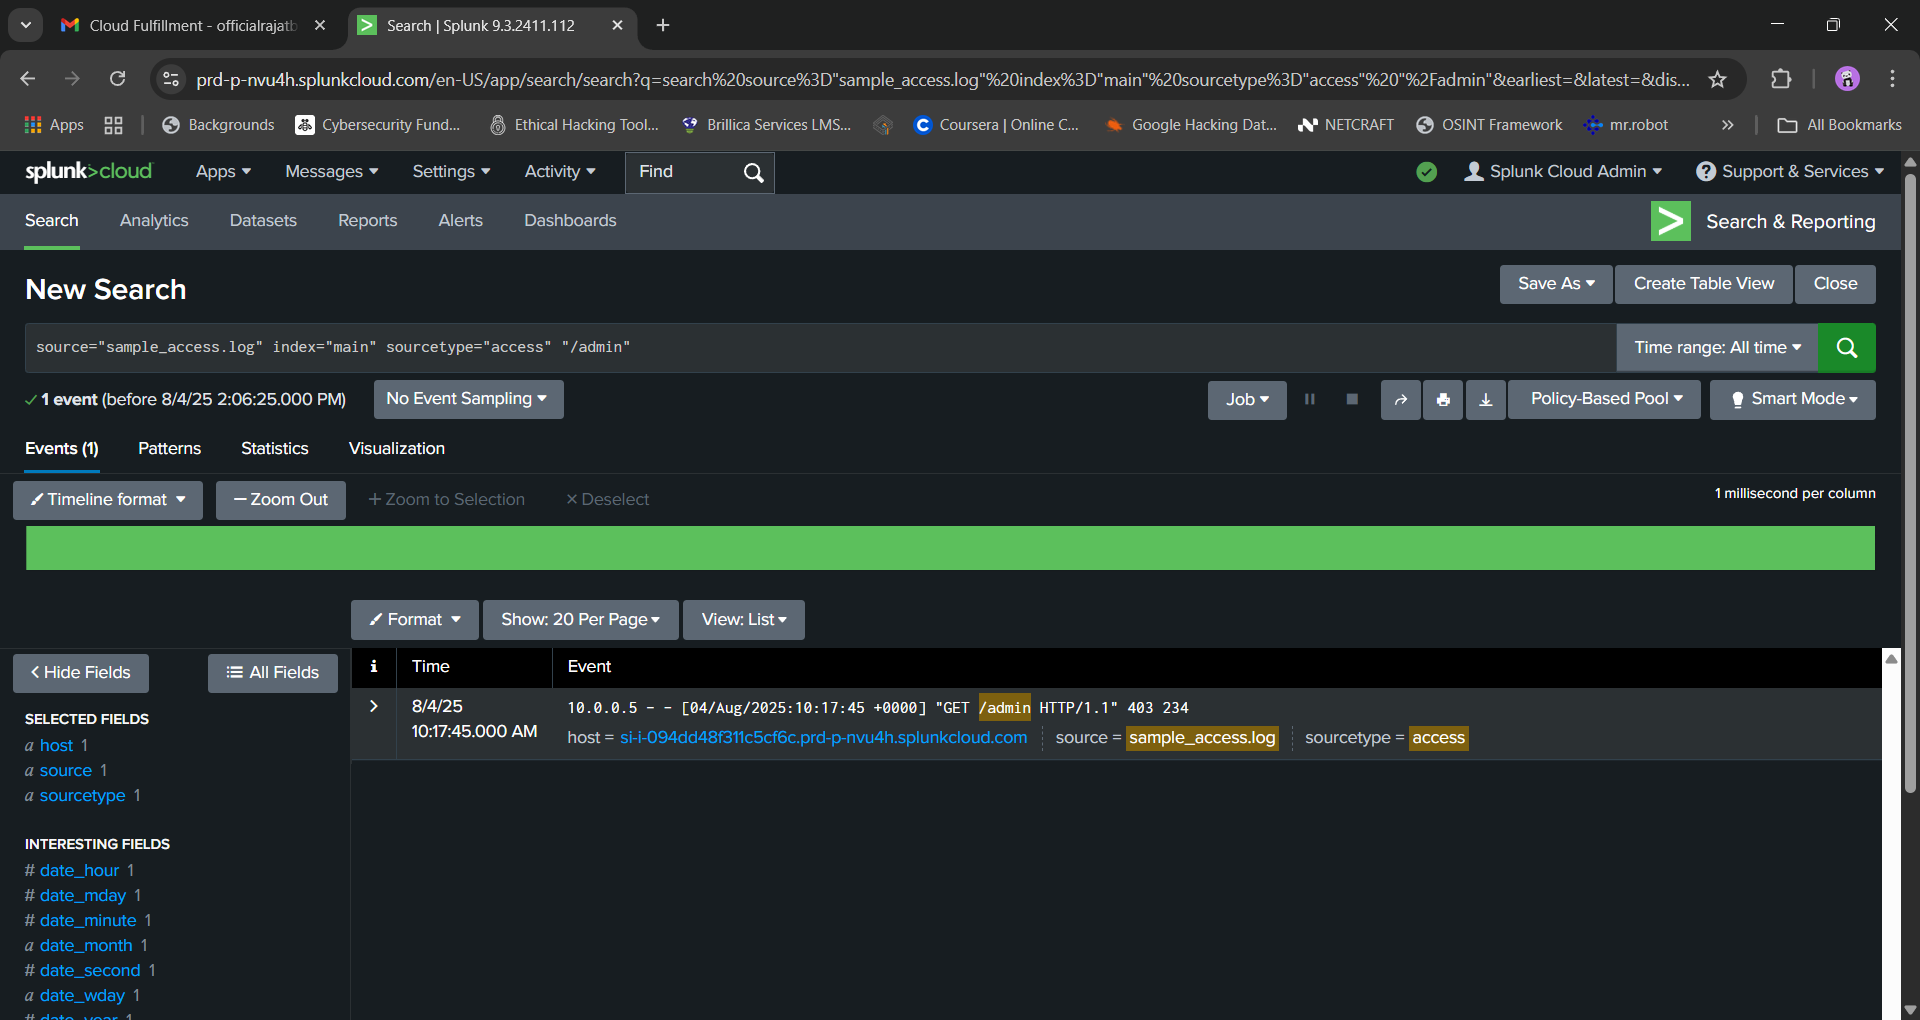 Cloud Fulfillment - officialrajatb
Search | Splunk 9.3.2411.112
prd-p-nvu4h.splunkcloud.com/en-US/app/search/search?q=search%20source%3D"sample_access.log"%20index%3D"main"%20sourcetype%3D"access"%20"%2Fadmin"&earliest=&latest=&dis...
Apps
Backgrounds
Cybersecurity Fund...
Ethical Hacking Tool...
Brillica Services LMS...
Coursera | Online C...
Google Hacking Dat...
NETCRAFT
OSINT Framework
mr.robot
»
All Bookmarks
splunk>cloud
Apps
Messages
Settings
Activity
Find
Splunk Cloud Admin
Support & Services
Search
Analytics
Datasets
Reports
Alerts
Dashboards
Search & Reporting
New Search
Save As
Create Table View
Close
source="sample_access.log" index="main" sourcetype="access" "/admin"
Time range: All time
✓ 1 event (before 8/4/25 2:06:25.000 PM)
No Event Sampling
Job
Policy-Based Pool
Smart Mode
Events (1)
Patterns
Statistics
Visualization
Timeline format
— Zoom Out
+ Zoom to Selection
× Deselect
1 millisecond per column
Format
Show: 20 Per Page
View: List
< Hide Fields
All Fields
i
Time
Event
SELECTED FIELDS
a host 1
a source 1
a sourcetype 1
INTERESTING FIELDS
# date_hour 1
# date_mday 1
# date_minute 1
a date_month 1
# date_second 1
a date_wday 1
# date_year 1
>
8/4/25
10:17:45.000 AM
10.0.0.5 - - [04/Aug/2025:10:17:45 +0000] "GET /admin HTTP/1.1" 403 234
host = si-i-094dd48f311c5cf6c.prd-p-nvu4h.splunkcloud.com
source = sample_access.log
sourcetype = access